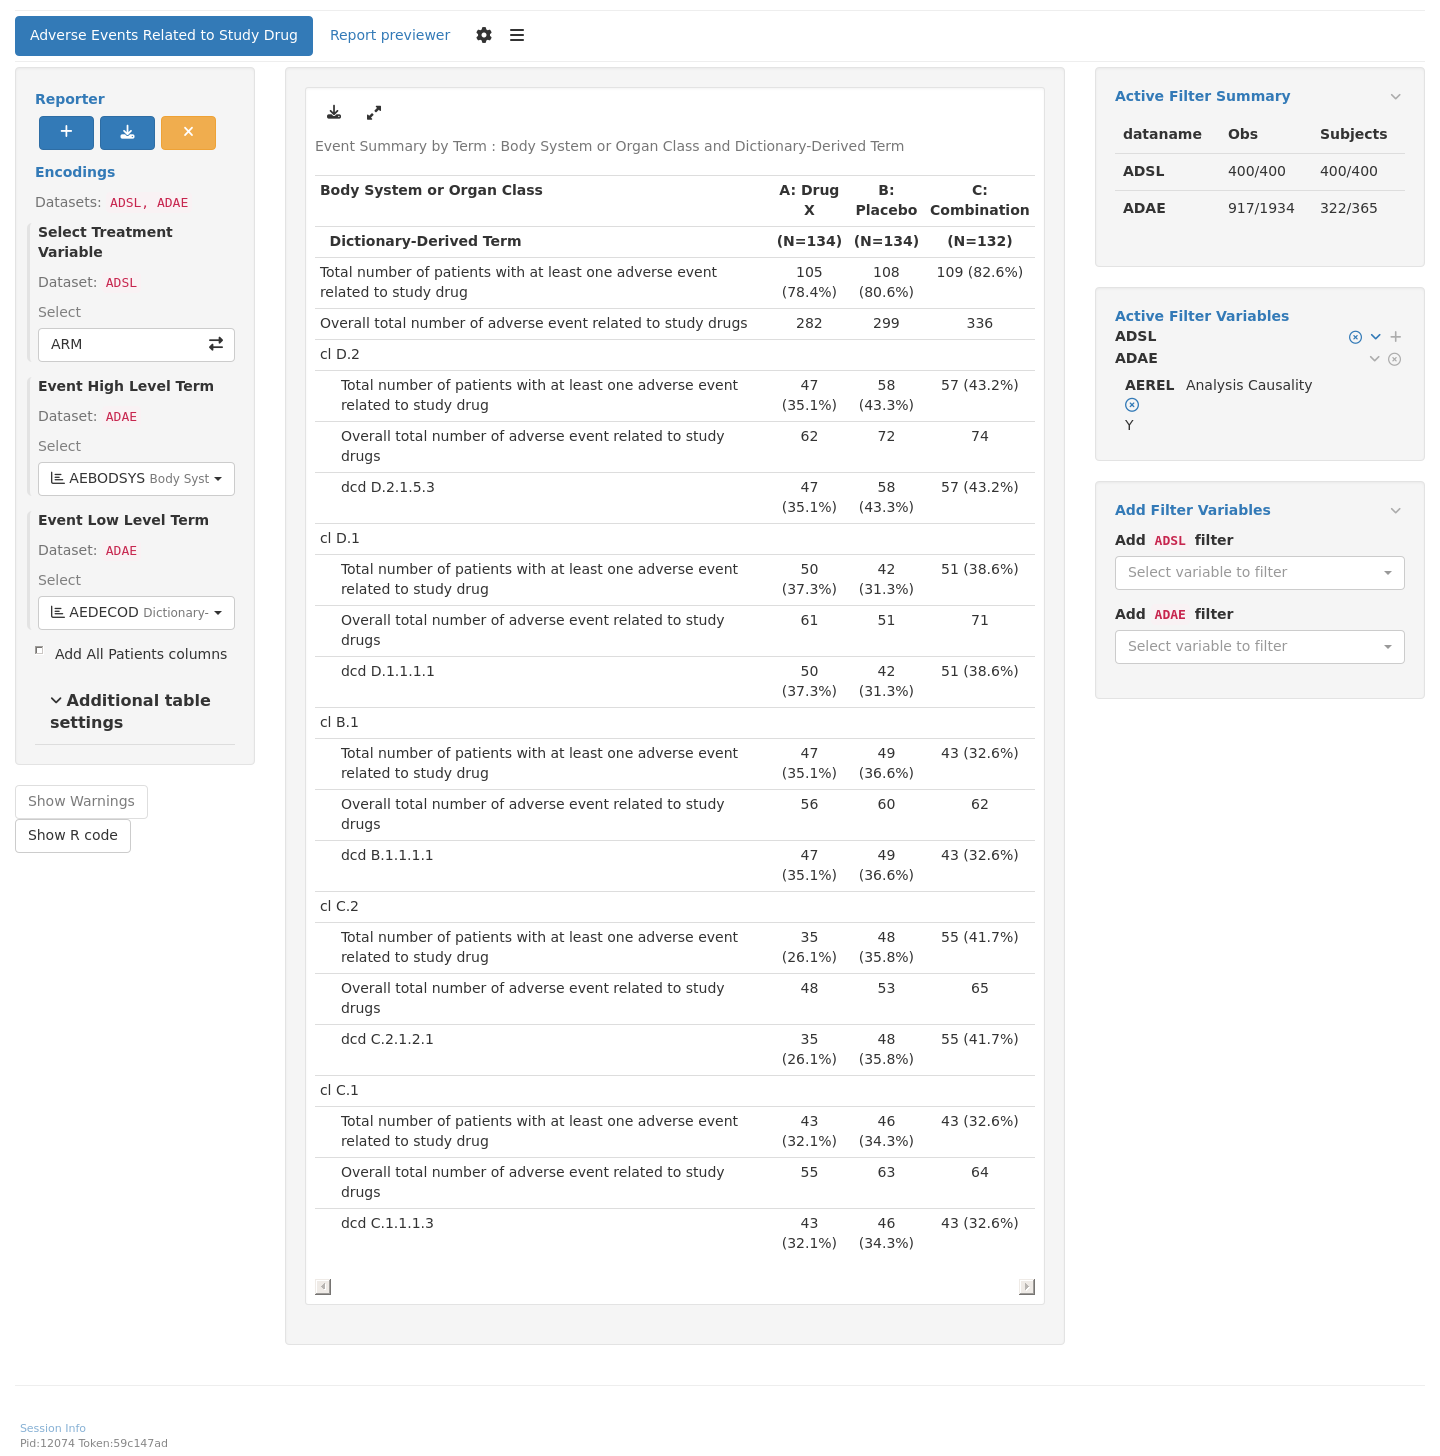 Adverse Events Related to Study Drug
Report previewer
Reporter
Encodings
Datasets: ADSL, ADAE
Select Treatment
Variable
Dataset: ADSL
Select
ARM
Event High Level Term
Dataset: ADAE
Select
AEBODSYS Body Syst
Event Low Level Term
Dataset: ADAE
Select
AEDECOD Dictionary-
Add All Patients columns
Additional table
settings
Show Warnings
Show R code
Event Summary by Term : Body System or Organ Class and Dictionary-Derived Term
Body System or Organ Class A: Drug B: C:
X Placebo Combination
Dictionary-Derived Term (N=134) (N=134) (N=132)
Total number of patients with at least one adverse event 105 108 109 (82.6%)
related to study drug (78.4%) (80.6%)
Overall total number of adverse event related to study drugs 282 299 336
cl D.2
Total number of patients with at least one adverse event 47 58 57 (43.2%)
related to study drug (35.1%) (43.3%)
Overall total number of adverse event related to study 62 72 74
drugs
dcd D.2.1.5.3 47 58 57 (43.2%)
(35.1%) (43.3%)
cl D.1
Total number of patients with at least one adverse event 50 42 51 (38.6%)
related to study drug (37.3%) (31.3%)
Overall total number of adverse event related to study 61 51 71
drugs
dcd D.1.1.1.1 50 42 51 (38.6%)
(37.3%) (31.3%)
cl B.1
Total number of patients with at least one adverse event 47 49 43 (32.6%)
related to study drug (35.1%) (36.6%)
Overall total number of adverse event related to study 56 60 62
drugs
dcd B.1.1.1.1 47 49 43 (32.6%)
(35.1%) (36.6%)
cl C.2
Total number of patients with at least one adverse event 35 48 55 (41.7%)
related to study drug (26.1%) (35.8%)
Overall total number of adverse event related to study 48 53 65
drugs
dcd C.2.1.2.1 35 48 55 (41.7%)
(26.1%) (35.8%)
cl C.1
Total number of patients with at least one adverse event 43 46 43 (32.6%)
related to study drug (32.1%) (34.3%)
Overall total number of adverse event related to study 55 63 64
drugs
dcd C.1.1.1.3 43 46 43 (32.6%)
(32.1%) (34.3%)
Active Filter Summary
dataname Obs Subjects
ADSL 400/400 400/400
ADAE 917/1934 322/365
Active Filter Variables
ADSL
ADAE
AEREL Analysis Causality
Y
Add Filter Variables
Add ADSL filter
Select variable to filter
Add ADAE filter
Select variable to filter
Session Info
Pid:12074 Token:59c147ad